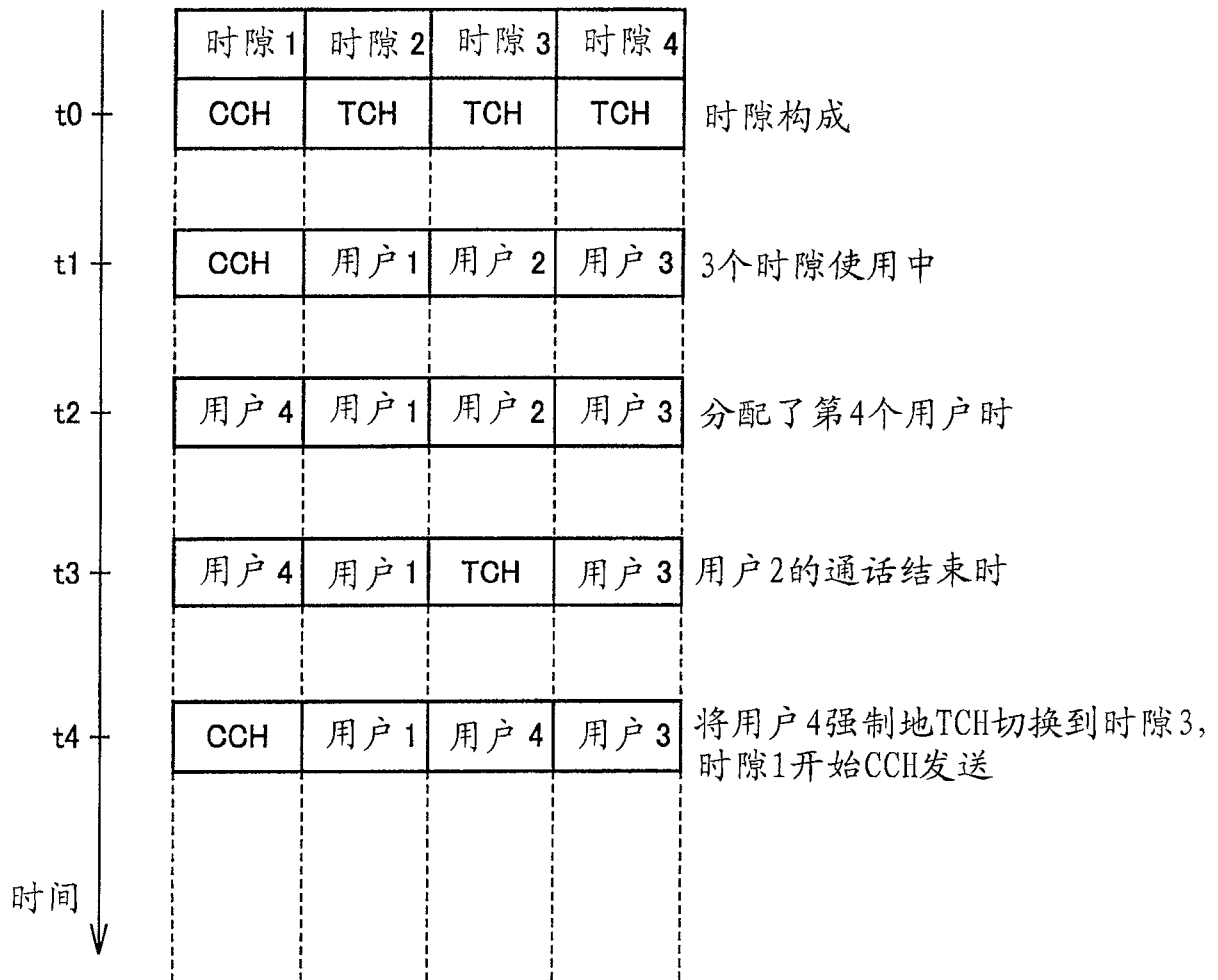 时隙1 时隙2 时隙3 时隙4
t0 CCH TCH TCH TCH 时隙构成
t1 CCH 用户1 用户2 用户3 3个时隙使用中
t2 用户4 用户1 用户2 用户3 分配了第4个用户时
t3 用户4 用户1 TCH 用户3 用户2的通话结束时
t4 CCH 用户1 用户4 用户3 将用户4强制地TCH切换到时隙3,
时隙1开始CCH发送
时间